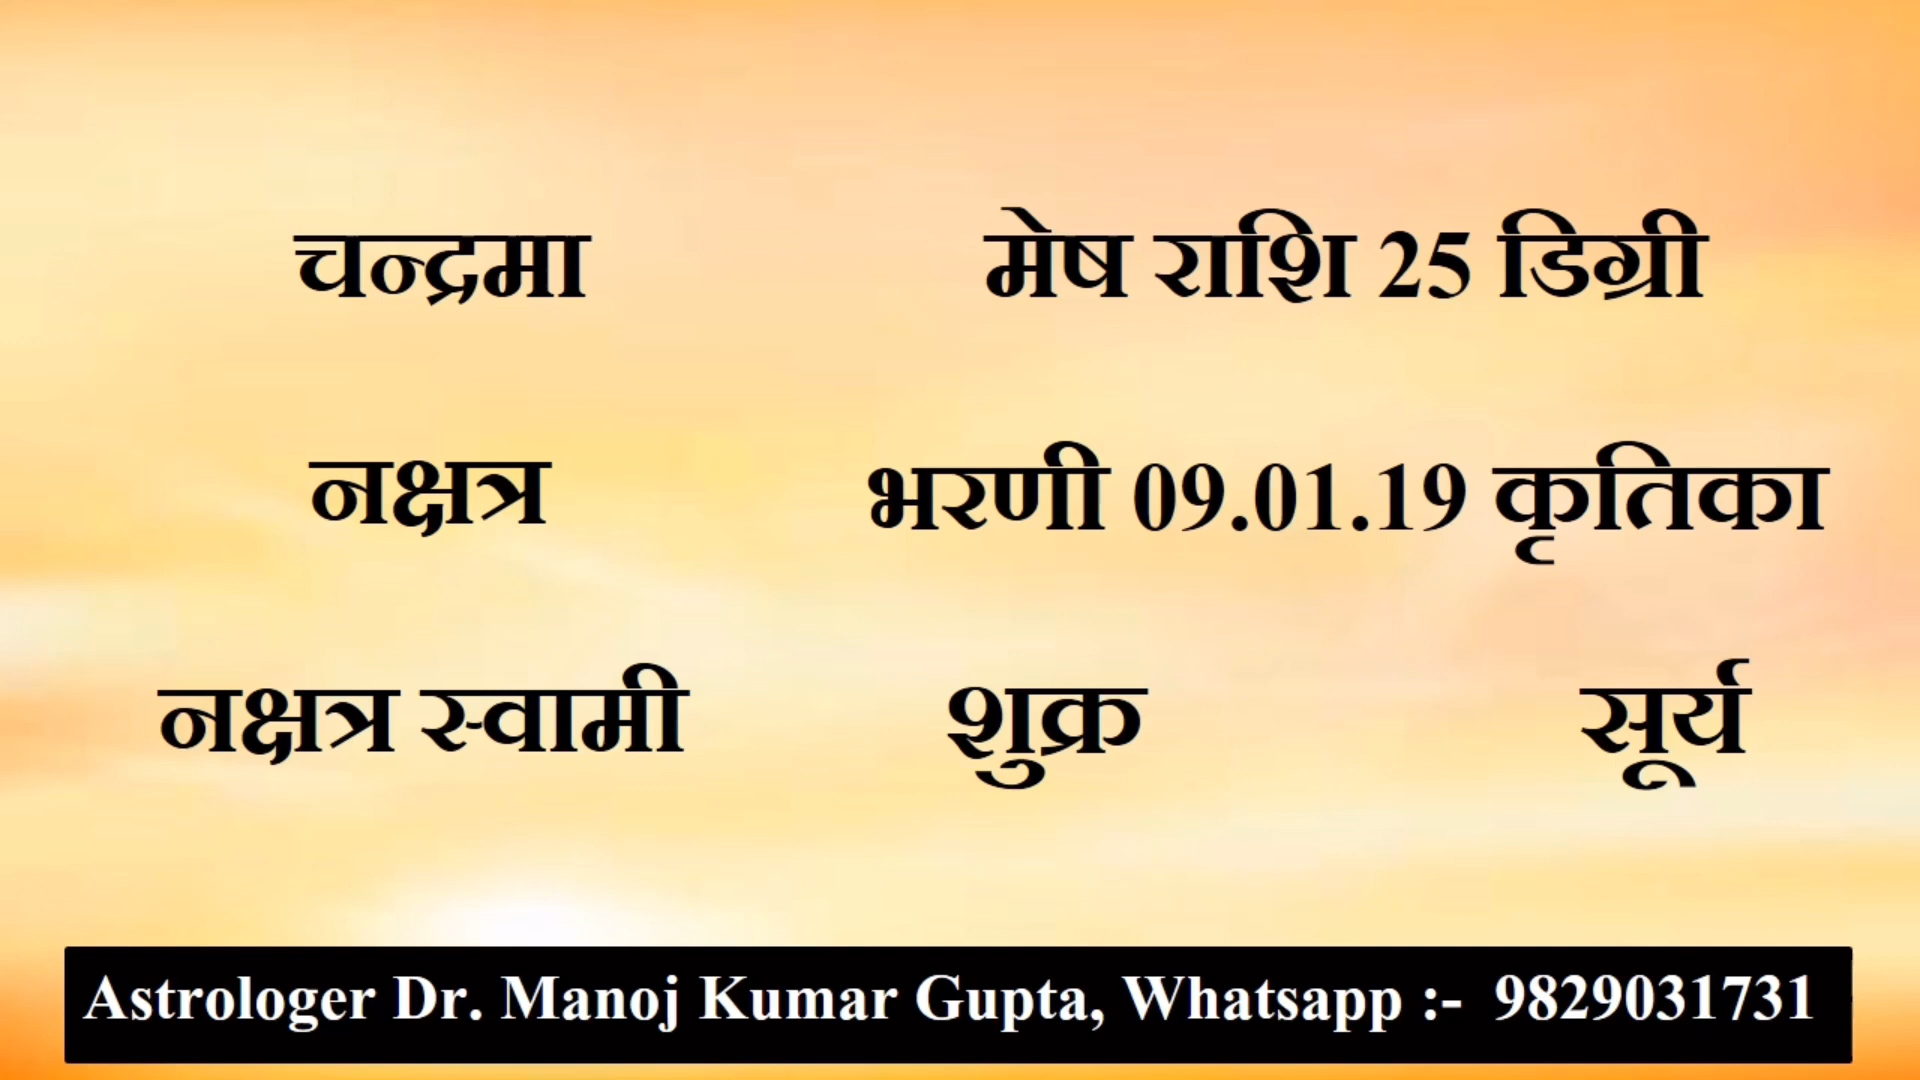 चन्द्रमा मेष राशि 25 डिग्री
नक्षत्र भरणी 09.01.19 कृतिका
नक्षत्र स्वामी शुक्र सूर्य
Astrologer Dr. Manoj Kumar Gupta, Whatsapp :- 9829031731